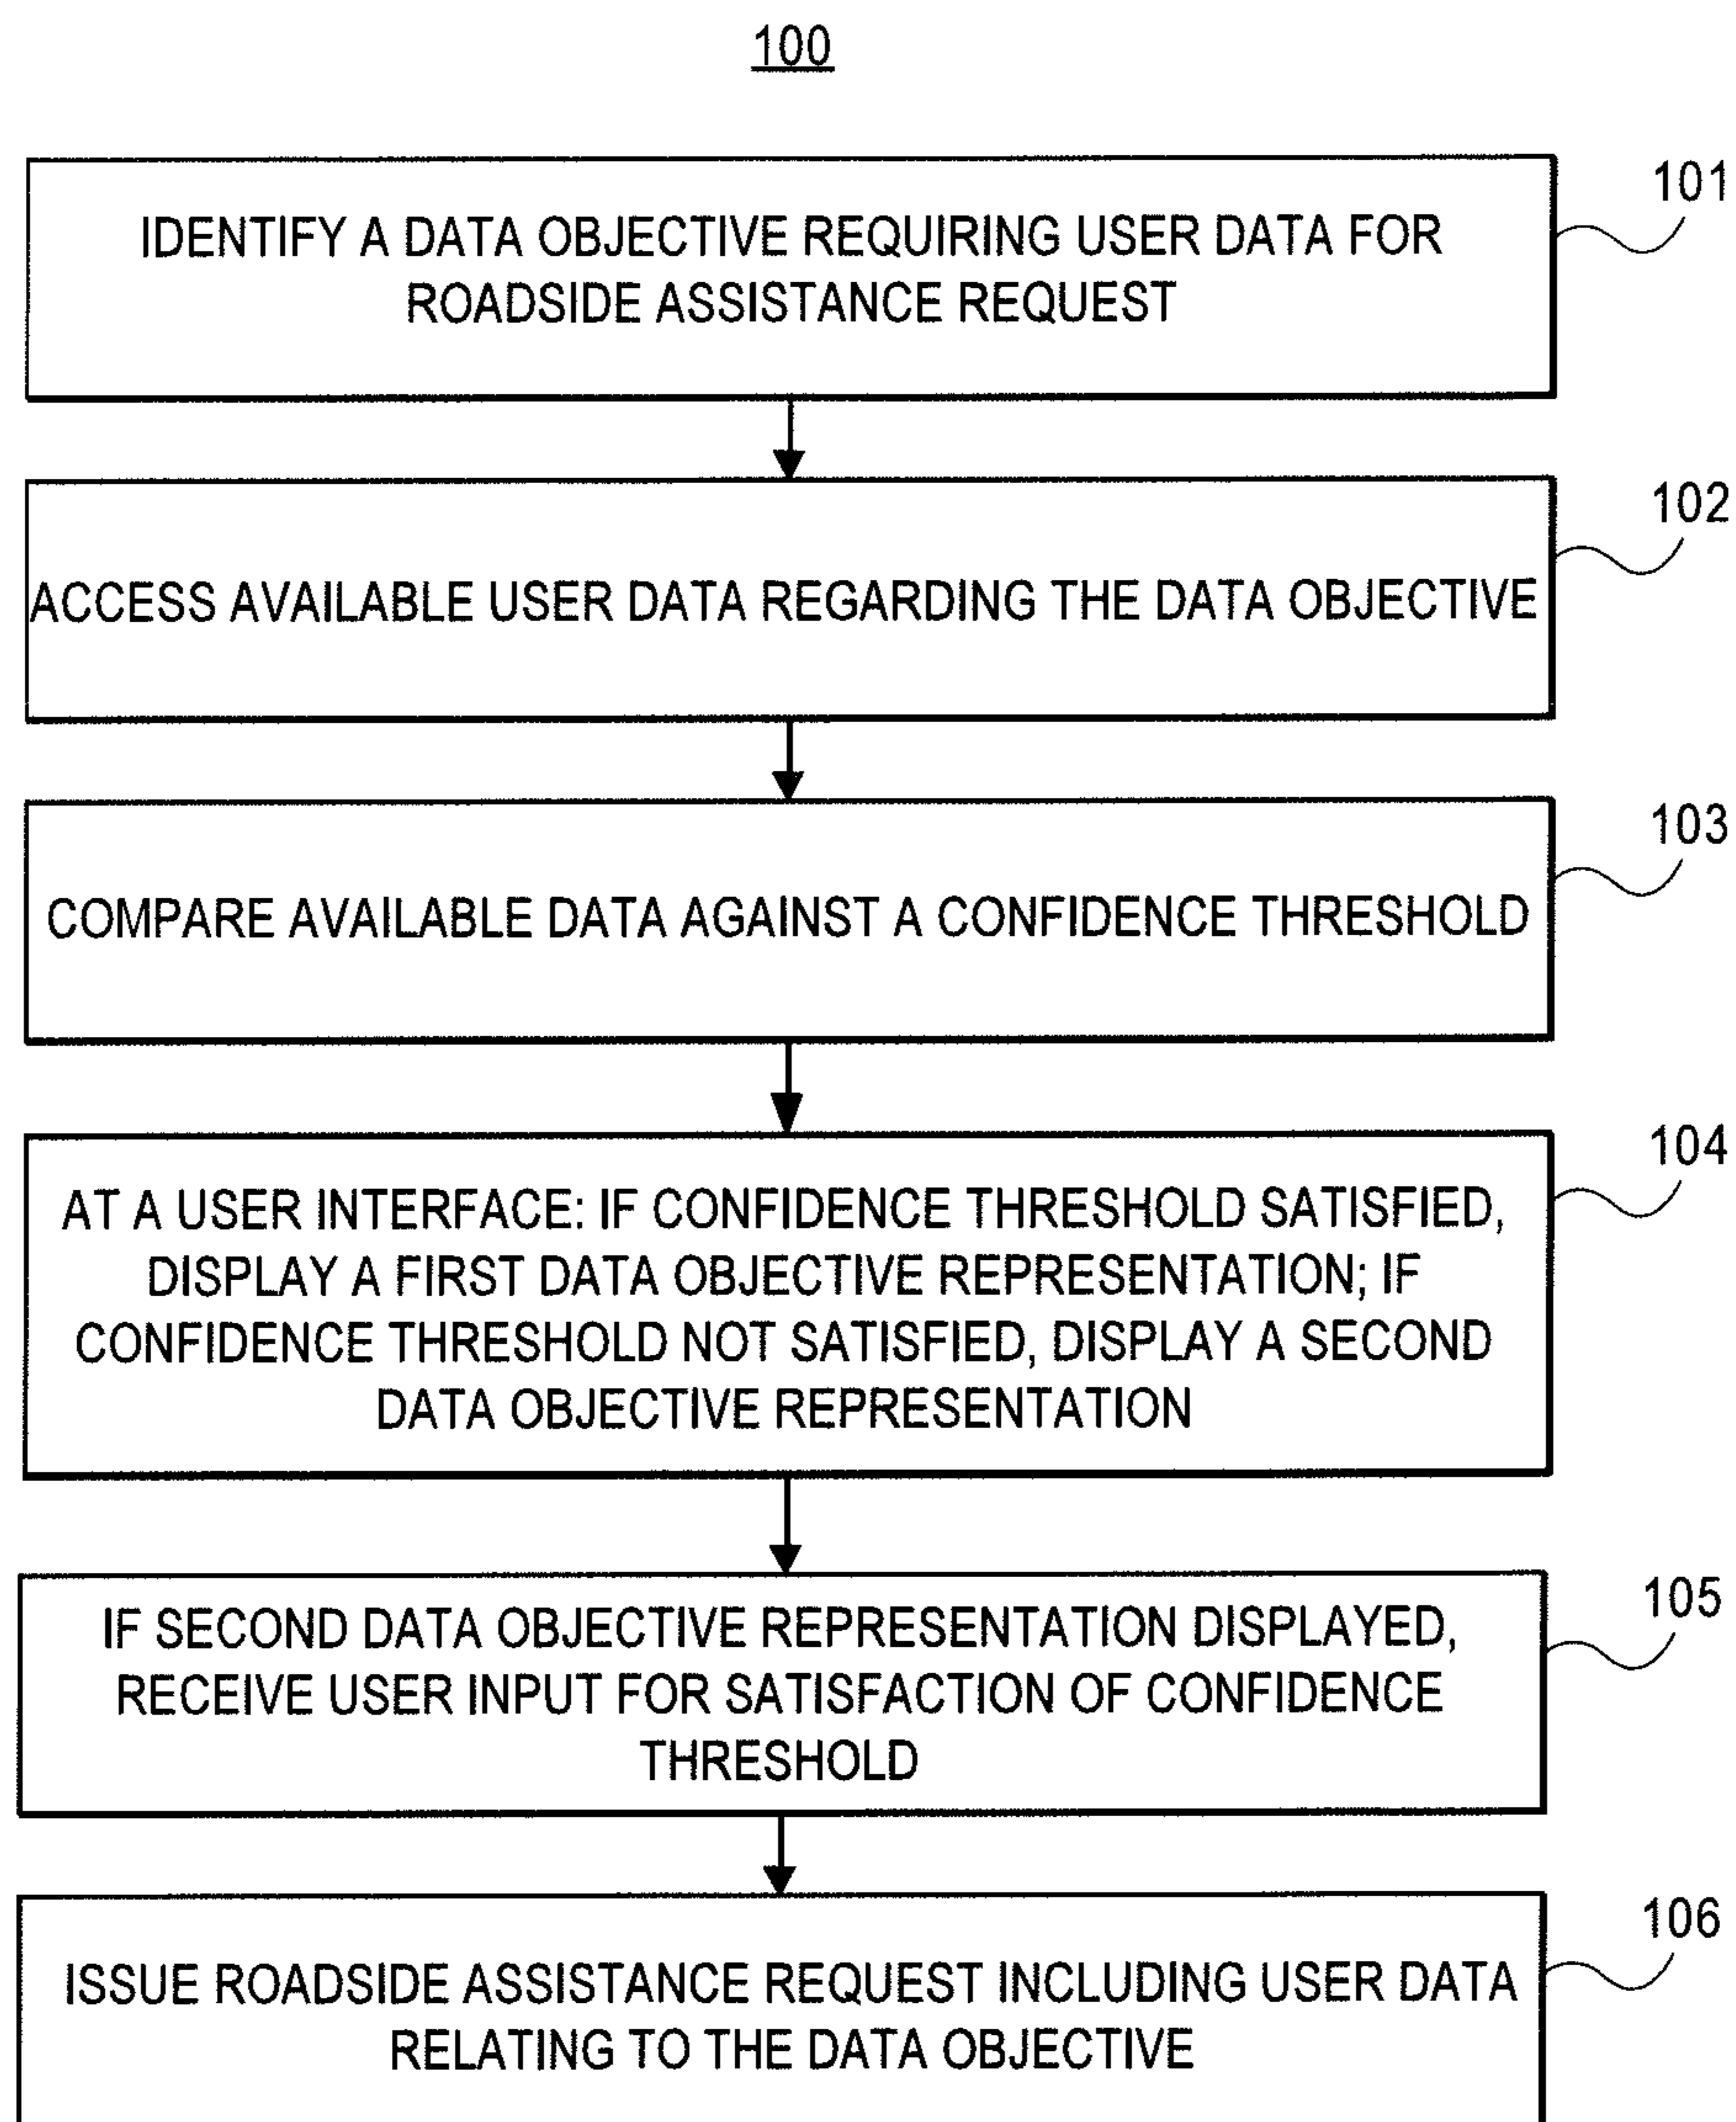 100
101
IDENTIFY A DATA OBJECTIVE REQUIRING USER DATA FOR
ROADSIDE ASSISTANCE REQUEST
102
ACCESS AVAILABLE USER DATA REGARDING THE DATA OBJECTIVE
103
COMPARE AVAILABLE DATA AGAINST A CONFIDENCE THRESHOLD
104
AT A USER INTERFACE: IF CONFIDENCE THRESHOLD SATISFIED,
DISPLAY A FIRST DATA OBJECTIVE REPRESENTATION; IF
CONFIDENCE THRESHOLD NOT SATISFIED, DISPLAY A SECOND
DATA OBJECTIVE REPRESENTATION
105
IF SECOND DATA OBJECTIVE REPRESENTATION DISPLAYED,
RECEIVE USER INPUT FOR SATISFACTION OF CONFIDENCE
THRESHOLD
106
ISSUE ROADSIDE ASSISTANCE REQUEST INCLUDING USER DATA
RELATING TO THE DATA OBJECTIVE